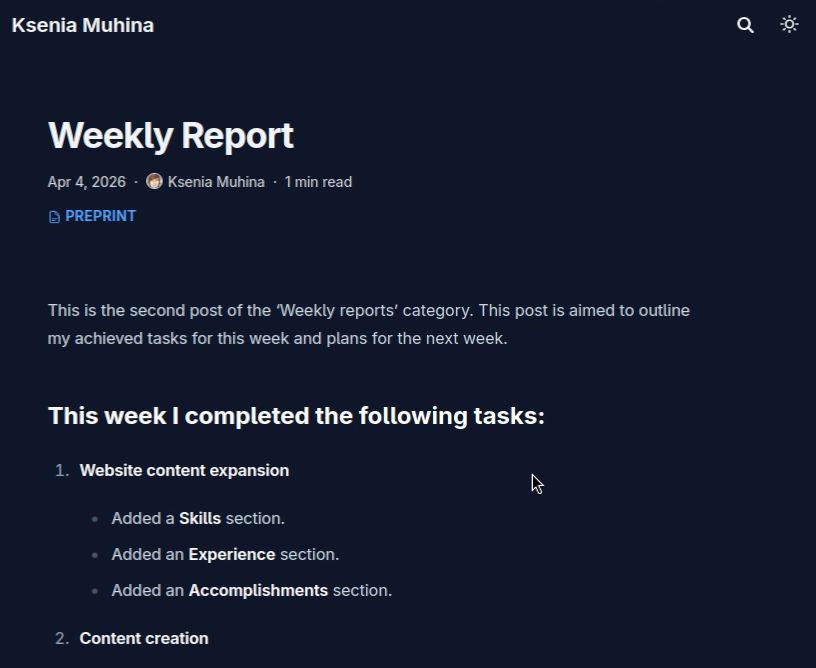 Ksenia Muhina
Weekly Report
Apr 4, 2026 · Ksenia Muhina · 1 min read
PREPRINT
This is the second post of the ‘Weekly reports‘ category. This post is aimed to outline
my achieved tasks for this week and plans for the next week.
This week I completed the following tasks:
1. Website content expansion
• Added a Skills section.
• Added an Experience section.
• Added an Accomplishments section.
2. Content creation